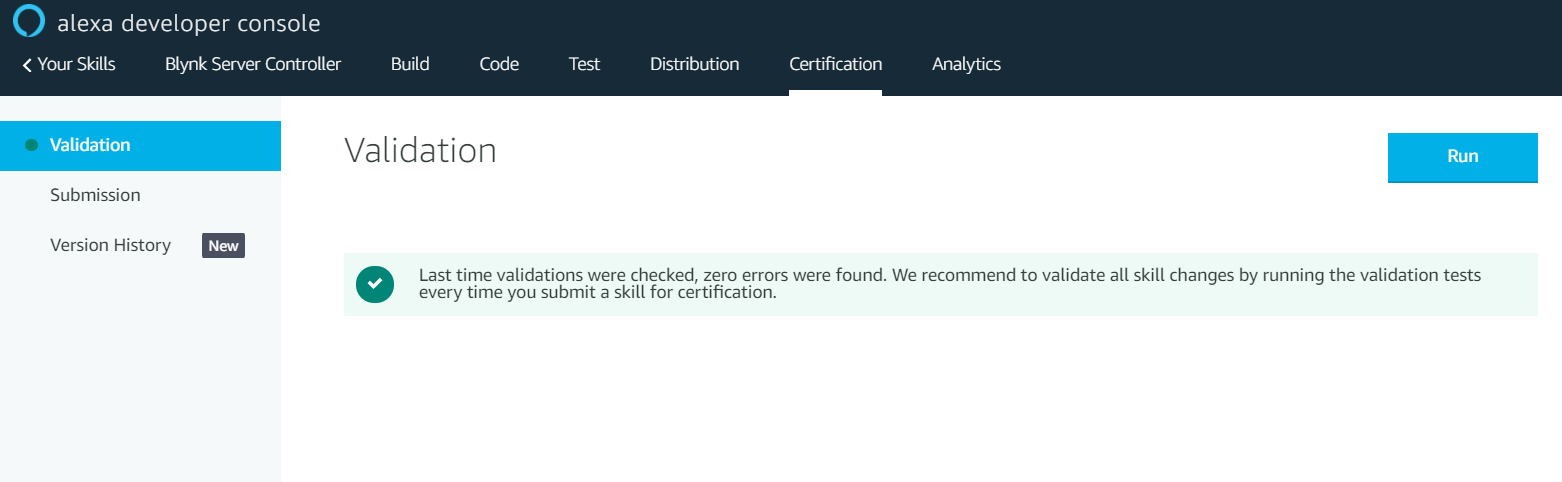 alexa developer console
Your Skills Blynk Server Controller Build Code Test Distribution Certification Analytics
Validation
Submission
Version History New
Validation
Run
Last time validations were checked, zero errors were found. We recommend to validate all skill changes by running the validation tests
every time you submit a skill for certification.